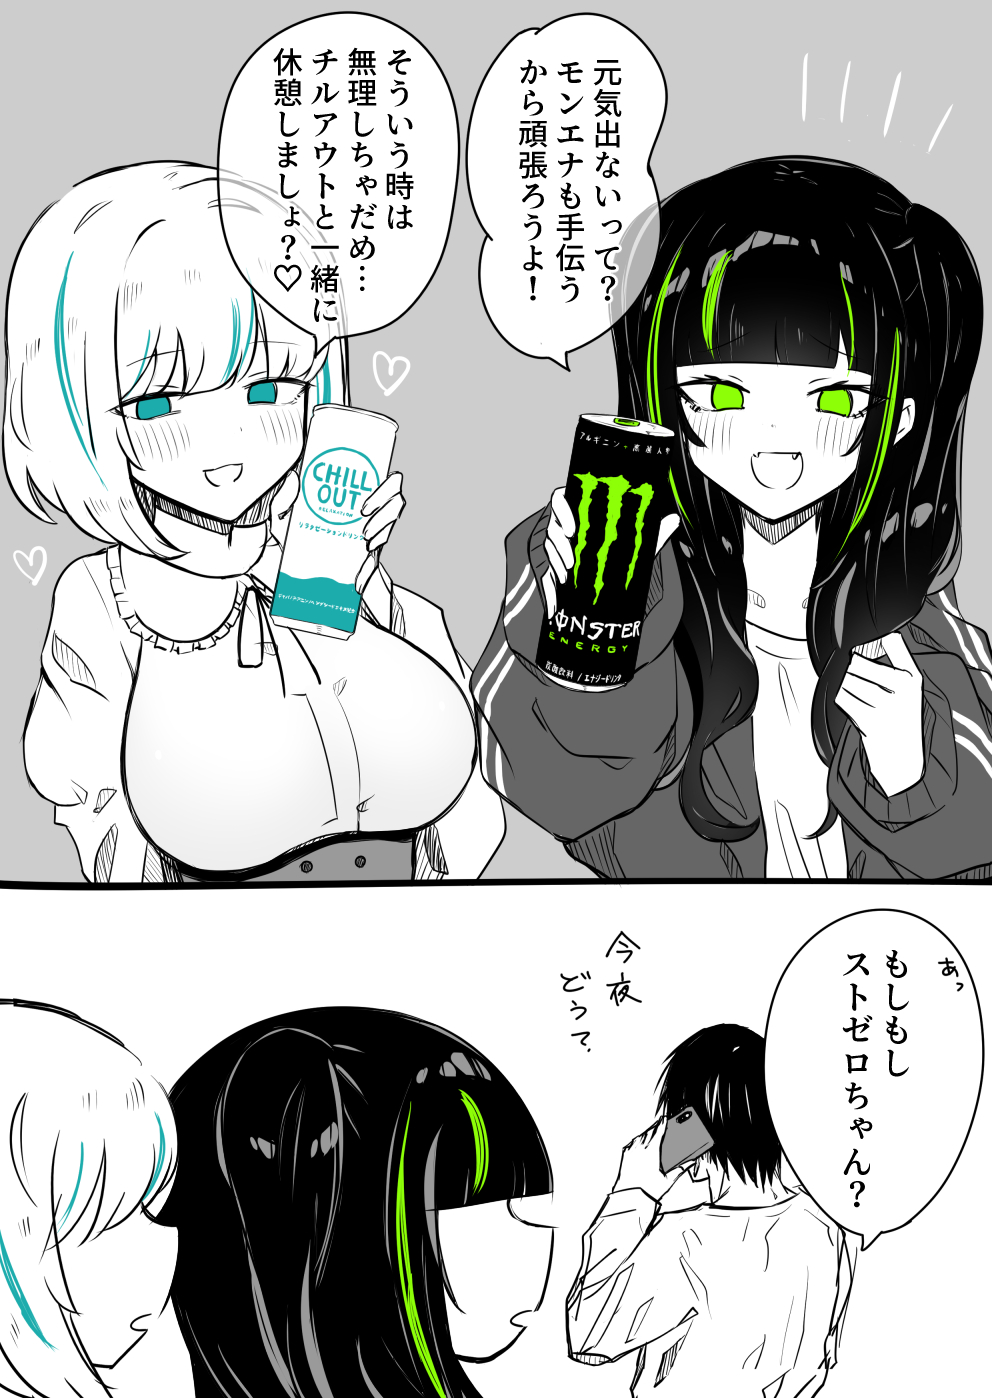 元気出ないって？
モンエナも手伝う
から頑張ろうよ！
そういう時は
無理しちゃだめ…
チルアウトと一緒に
休憩しましょ？♡
アルギニン + 高麗人参
MONSTER
ENERGY
炭酸飲料 / エナジードリンク
CHILL
OUT
RELAXATION
リラクゼーションドリンク
あっ
もしもし
ストゼロちゃん？
今夜
どうて.